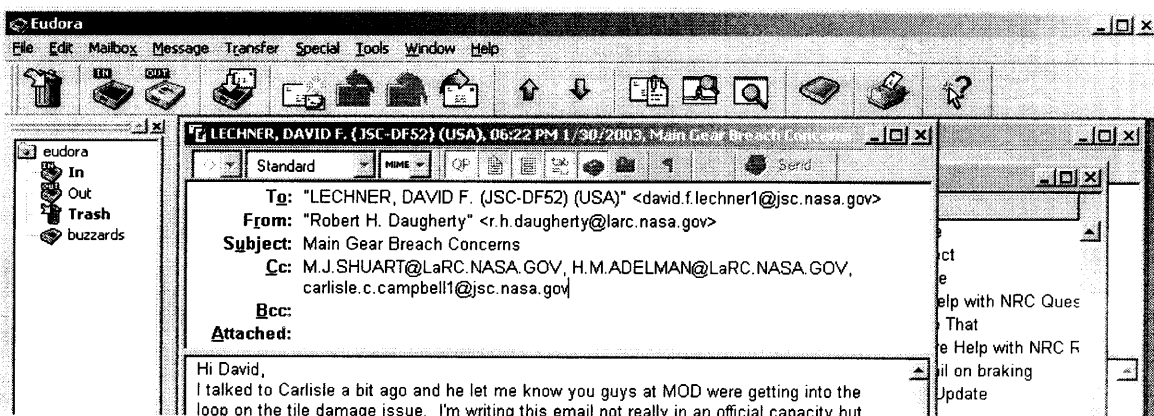 Eudora
File Edit Mailbox Message Transfer Special Tools Window Help
IN OUT
LECHNER, DAVID F. (JSC-DF52) (USA), 06:22 PM 1/30/2003, Main Gear Breach Concerns
eudora
In
Out
Trash
buzzards
Standard MIME QP Send
To: "LECHNER, DAVID F. (JSC-DF52) (USA)" <david.f.lechner1@jsc.nasa.gov>
From: "Robert H. Daugherty" <r.h.daugherty@larc.nasa.gov>
Subject: Main Gear Breach Concerns
Cc: M.J.SHUART@LaRC.NASA.GOV, H.M.ADELMAN@LaRC.NASA.GOV,
carlisle.c.campbell1@jsc.nasa.gov
Bcc:
Attached:
Hi David,
I talked to Carlisle a bit ago and he let me know you guys at MOD were getting into the
loop on the tile damage issue. I'm writing this email not really in an official capacity but
e
ect
e
elp with NRC Ques
That
re Help with NRC R
ail on braking
Update